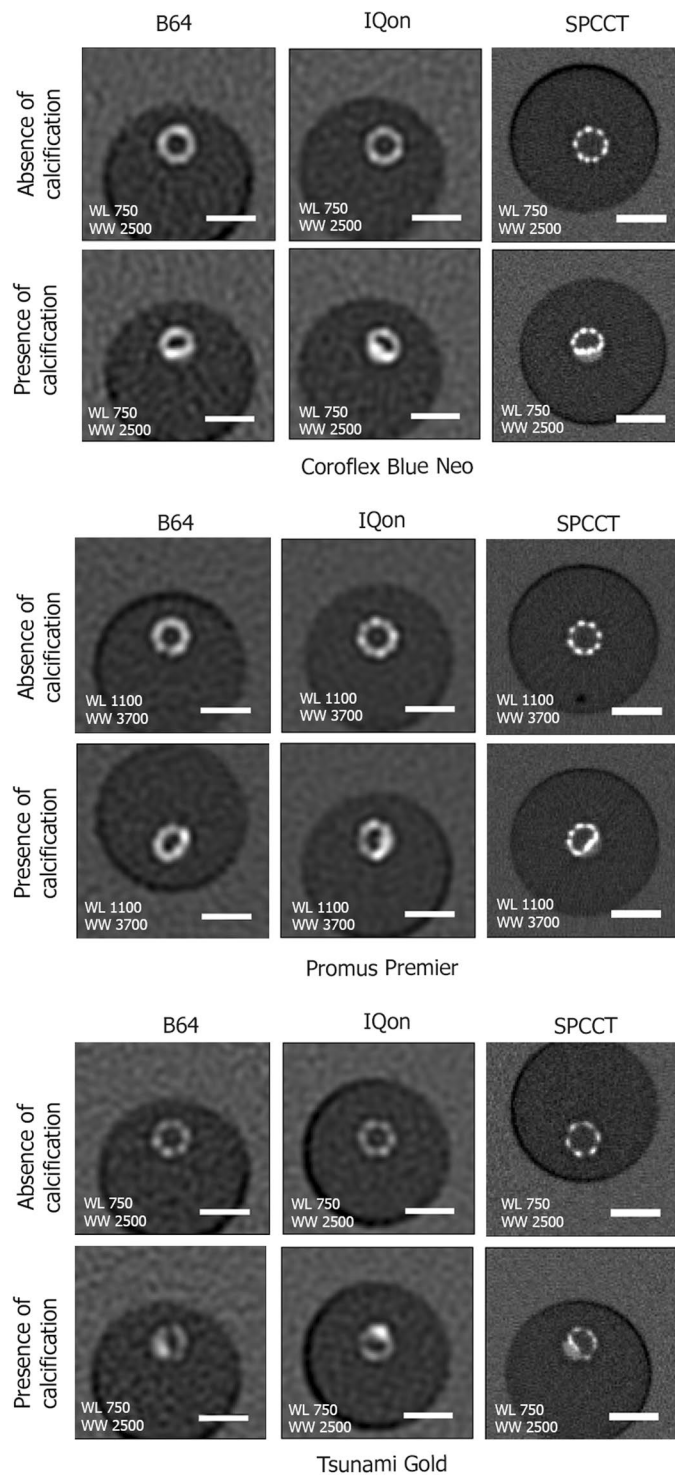 B64 IQon SPCCT
Absence of
calcification
WL 750
WW 2500
WL 750
WW 2500
WL 750
WW 2500
Presence of
calcification
WL 750
WW 2500
WL 750
WW 2500
WL 750
WW 2500
Coroflex Blue Neo
B64 IQon SPCCT
Absence of
calcification
WL 1100
WW 3700
WL 1100
WW 3700
WL 1100
WW 3700
Presence of
calcification
WL 1100
WW 3700
WL 1100
WW 3700
WL 1100
WW 3700
Promus Premier
B64 IQon SPCCT
Absence of
calcification
WL 750
WW 2500
WL 750
WW 2500
WL 750
WW 2500
Presence of
calcification
WL 750
WW 2500
WL 750
WW 2500
WL 750
WW 2500
Tsunami Gold